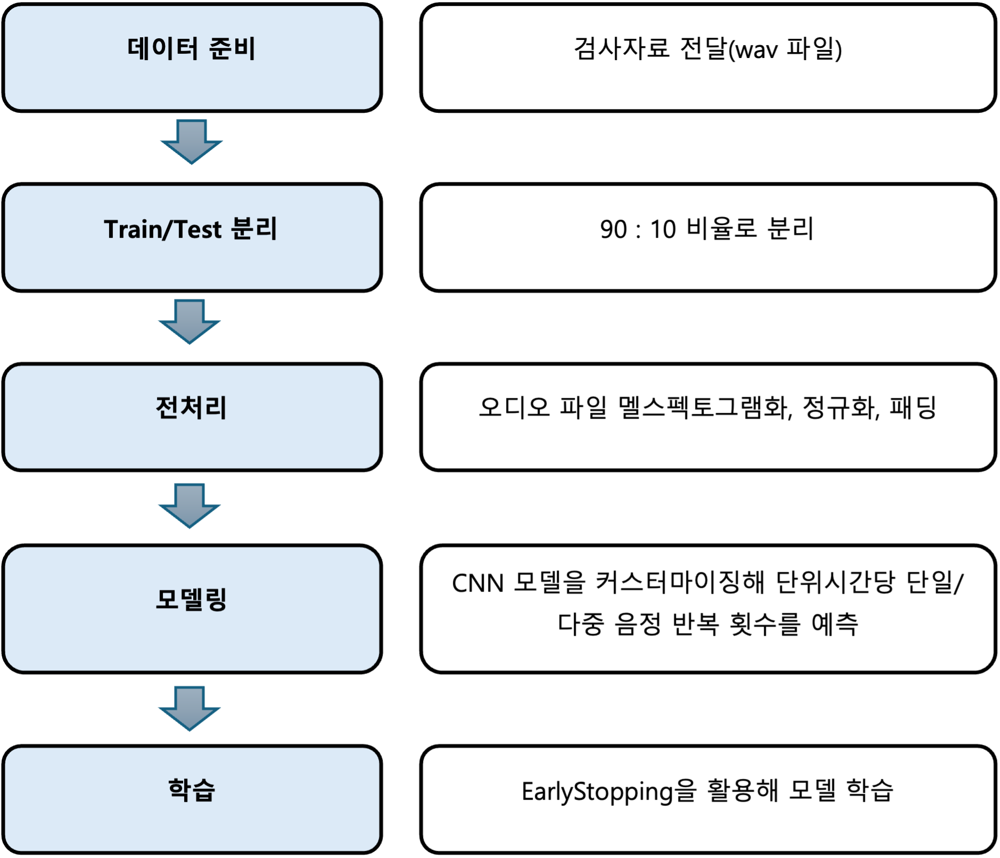 데이터 준비
검사자료 전달(wav 파일)
Train/Test 분리
90 : 10 비율로 분리
전처리
오디오 파일 멜스펙토그램화, 정규화, 패딩
모델링
CNN 모델을 커스터마이징해 단위시간당 단일/
다중 음정 반복 횟수를 예측
학습
EarlyStopping을 활용해 모델 학습